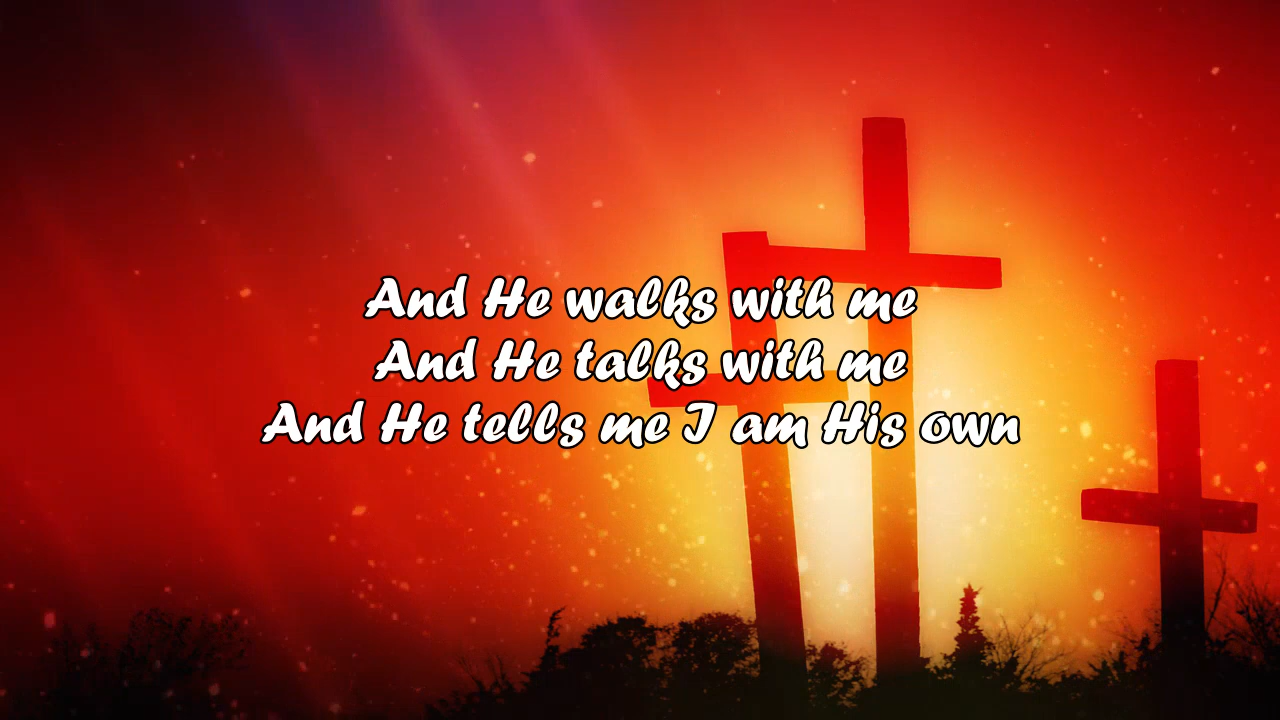 And He walks with me
And He talks with me
And He tells me I am His own